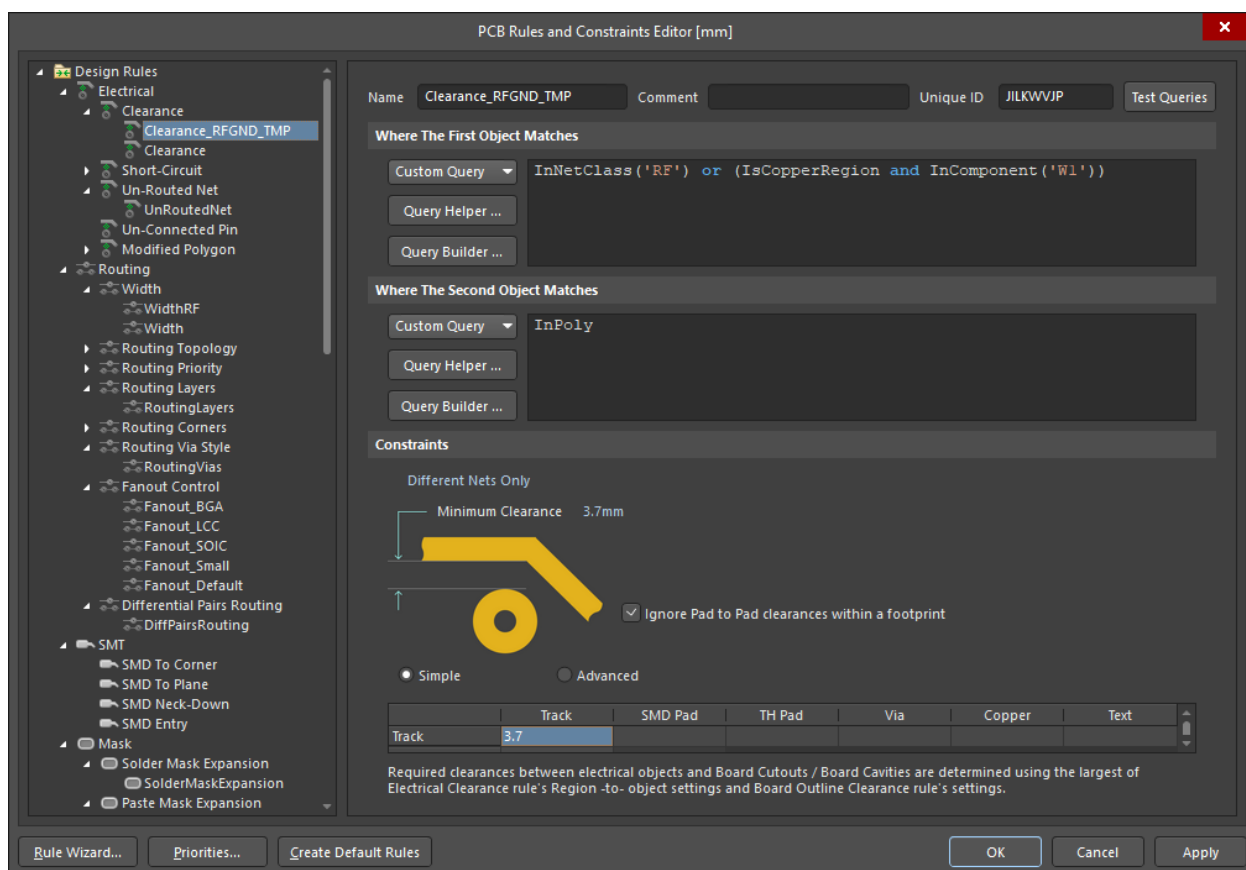 PCB Rules and Constraints Editor [mm]
Design Rules
Electrical
Clearance
Clearance_RFGND_TMP
Clearance
Short-Circuit
Un-Routed Net
UnRoutedNet
Un-Connected Pin
Modified Polygon
Routing
Width
WidthRF
Width
Routing Topology
Routing Priority
Routing Layers
RoutingLayers
Routing Corners
Routing Via Style
RoutingVias
Fanout Control
Fanout_BGA
Fanout_LCC
Fanout_SOIC
Fanout_Small
Fanout_Default
Differential Pairs Routing
DiffPairsRouting
SMT
SMD To Corner
SMD To Plane
SMD Neck-Down
SMD Entry
Mask
Solder Mask Expansion
SolderMaskExpansion
Paste Mask Expansion
Name Clearance_RFGND_TMP Comment Unique ID JILKWVJP Test Queries
Where The First Object Matches
Custom Query InNetClass('RF') or (IsCopperRegion and InComponent('W1'))
Query Helper ...
Query Builder ...
Where The Second Object Matches
Custom Query InPoly
Query Helper ...
Query Builder ...
Constraints
Different Nets Only
Minimum Clearance 3.7mm
Ignore Pad to Pad clearances within a footprint
Simple Advanced
Track SMD Pad TH Pad Via Copper Text
Track 3.7
Required clearances between electrical objects and Board Cutouts / Board Cavities are determined using the largest of
Electrical Clearance rule's Region -to- object settings and Board Outline Clearance rule's settings.
Rule Wizard... Priorities... Create Default Rules OK Cancel Apply